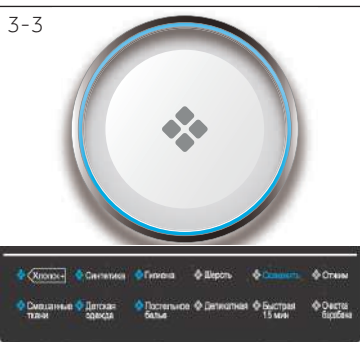 3-3
Хлопок+ Синтетика Гигиена Шерсть Освежить Отжим
Смешанные ткани Детская одежда Постельное белье Деликатная Быстрая 15 мин Очистка барабана